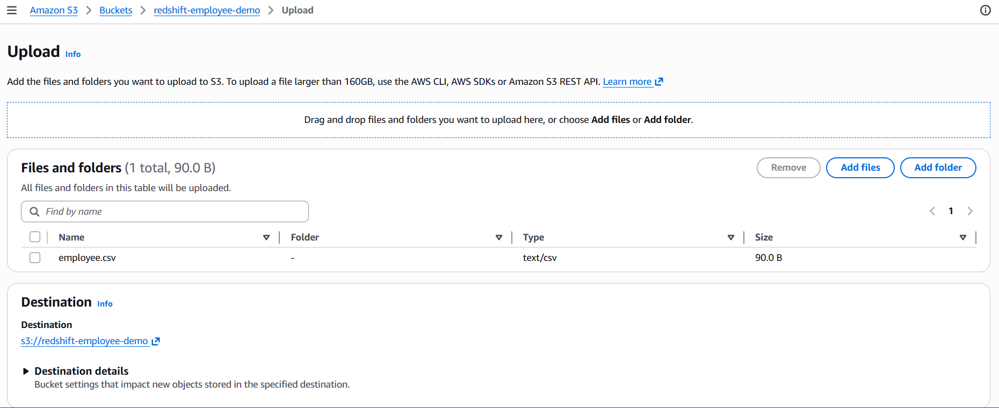 Amazon S3 > Buckets > redshift-employee-demo > Upload
Upload Info
Add the files and folders you want to upload to S3. To upload a file larger than 160GB, use the AWS CLI, AWS SDKs or Amazon S3 REST API. Learn more
Drag and drop files and folders you want to upload here, or choose Add files or Add folder.
Files and folders (1 total, 90.0 B)
Remove Add files Add folder
All files and folders in this table will be uploaded.
Find by name
1
Name Folder Type Size
employee.csv - text/csv 90.0 B
Destination Info
Destination
s3://redshift-employee-demo
Destination details
Bucket settings that impact new objects stored in the specified destination.